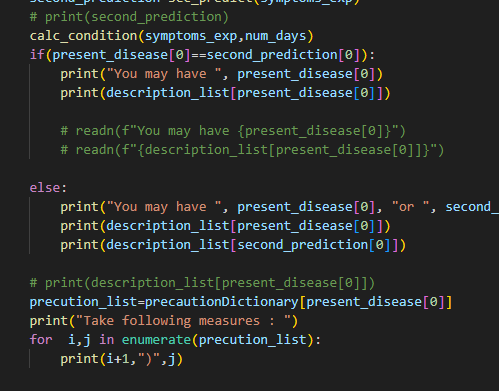 second_prediction=sec_predict(symptoms_exp)
# print(second_prediction)
calc_condition(symptoms_exp,num_days)
if(present_disease[0]==second_prediction[0]):
print("You may have ", present_disease[0])
print(description_list[present_disease[0]])
# readn(f"You may have {present_disease[0]}")
# readn(f"{description_list[present_disease[0]]}")
else:
print("You may have ", present_disease[0], "or ", second_
print(description_list[present_disease[0]])
print(description_list[second_prediction[0]])
# print(description_list[present_disease[0]])
precution_list=precautionDictionary[present_disease[0]]
print("Take following measures : ")
for  i,j in enumerate(precution_list):
print(i+1,")",j)